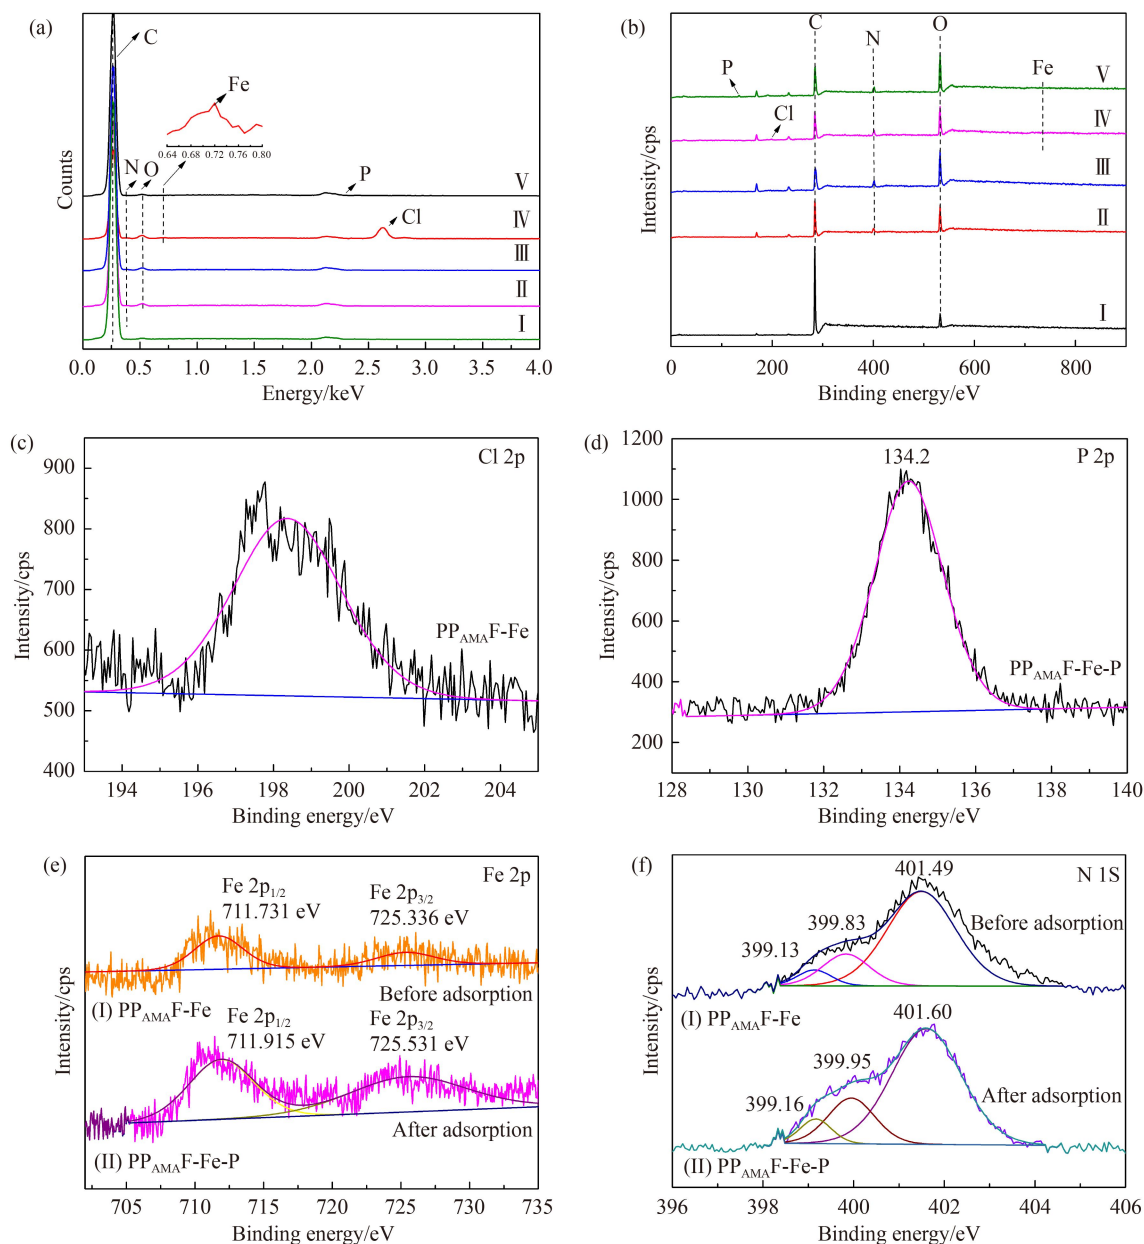 (a)
C
Fe
0.64 0.68 0.72 0.76 0.80
N
O
P
Cl
V
IV
III
II
I
Counts
0.0 0.5 1.0 1.5 2.0 2.5 3.0 3.5 4.0
Energy/keV
(b)
C
N
O
P
Cl
Fe
V
IV
III
II
I
Intensity/cps
0 200 400 600 800
Binding energy/eV
(c)
Cl 2p
PP_AMAF-Fe
900
800
700
600
500
400
Intensity/cps
194 196 198 200 202 204
Binding energy/eV
(d)
134.2
P 2p
PP_AMAF-Fe-P
1200
1000
800
600
400
200
Intensity/cps
128 130 132 134 136 138 140
Binding energy/eV
(e)
Fe 2p
Fe 2p1/2
711.731 eV
Fe 2p3/2
725.336 eV
Before adsorption
(I) PP_AMAF-Fe
Fe 2p1/2
711.915 eV
Fe 2p3/2
725.531 eV
After adsorption
(II) PP_AMAF-Fe-P
Intensity/cps
705 710 715 720 725 730 735
Binding energy/eV
(f)
N 1S
401.49
Before adsorption
399.83
399.13
(I) PP_AMAF-Fe
401.60
399.95
After adsorption
399.16
(II) PP_AMAF-Fe-P
Intensity/cps
396 398 400 402 404 406
Binding energy/eV